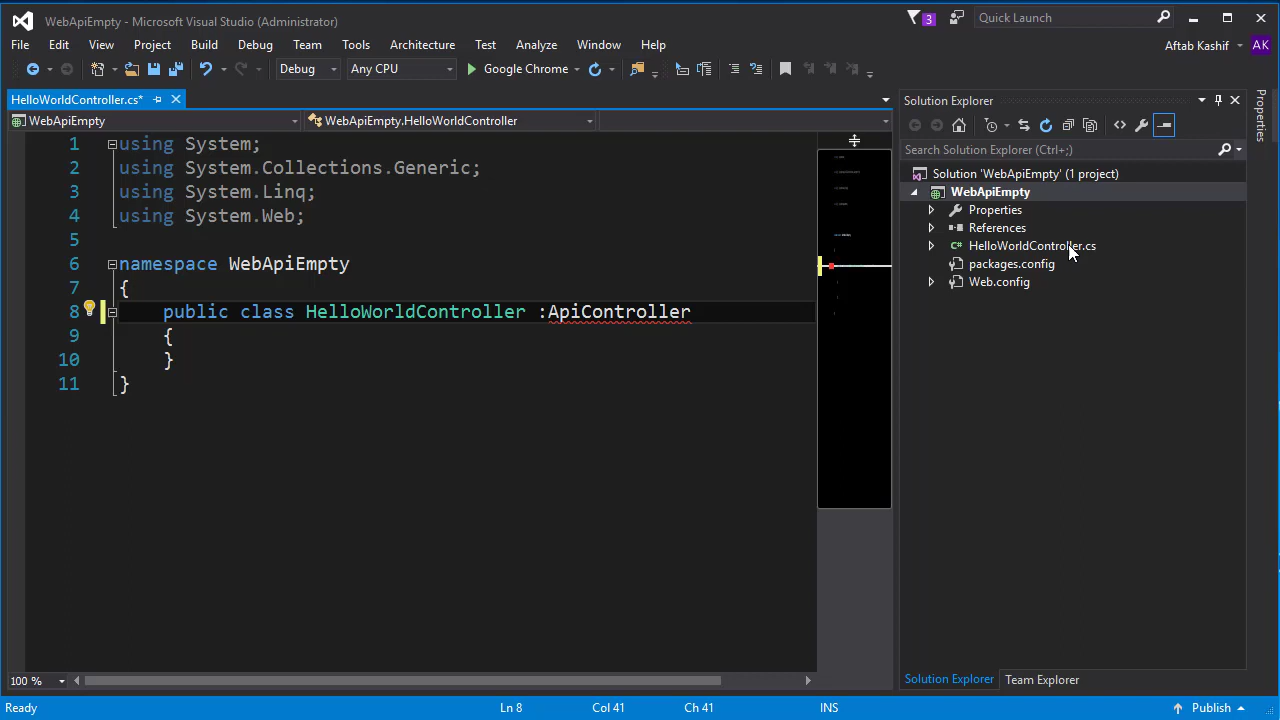 WebApiEmpty - Microsoft Visual Studio (Administrator)
3
Quick Launch
File Edit View Project Build Debug Team Tools Architecture Test Analyze Window Help
Aftab Kashif AK
Debug Any CPU Google Chrome
HelloWorldController.cs*
WebApiEmpty WebApiEmpty.HelloWorldController
1 using System;
2 using System.Collections.Generic;
3 using System.Linq;
4 using System.Web;
5
6 namespace WebApiEmpty
7 {
8 public class HelloWorldController :ApiController
9 {
10 }
11 }
100 %
Solution Explorer
Search Solution Explorer (Ctrl+;)
Solution 'WebApiEmpty' (1 project)
WebApiEmpty
Properties
References
C# HelloWorldController.cs
packages.config
Web.config
Solution Explorer Team Explorer
Properties
Ready Ln 8 Col 41 Ch 41 INS Publish